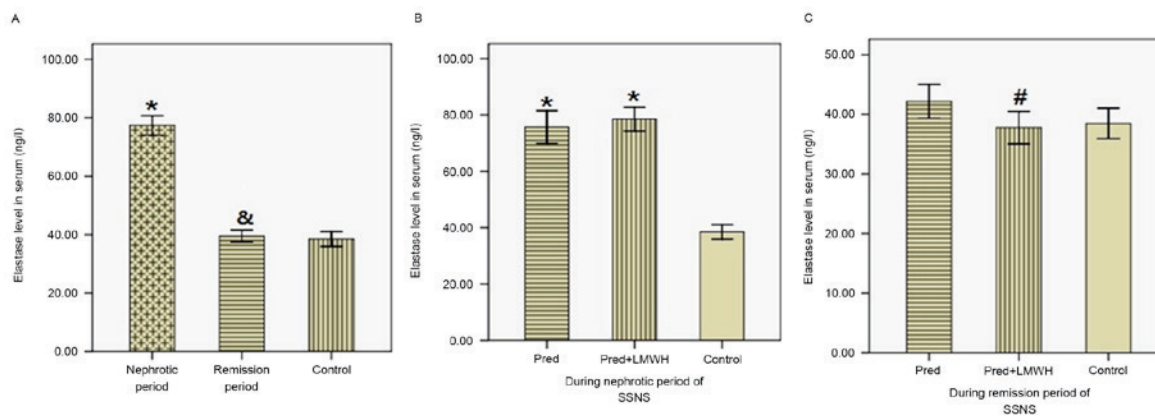 A
Elastase level in serum (ng/l)
100.00
80.00
60.00
40.00
20.00
0.00
*
&
Nephrotic
period
Remission
period
Control
B
Elastase level in serum (ng/l)
100.00
80.00
60.00
40.00
20.00
00.00
*
*
Pred
Pred+LMWH
Control
During nephrotic period of
SSNS
C
Elastase level in serum (ng/l)
50.00
40.00
30.00
20.00
10.00
00.00
#
Pred
Pred+LMWH
Control
During remission period of
SSNS